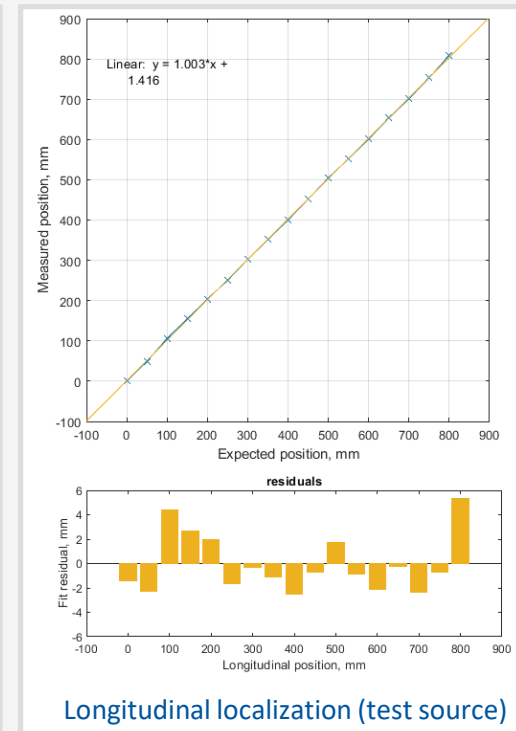 900
800
700
600
500
400
300
200
100
0
-100
Measured position, mm
Linear: y = 1.003*x +
1.416
-100 0 100 200 300 400 500 600 700 800 900
Expected position, mm
residuals
6
4
2
0
-2
-4
-6
Fit residual, mm
-100 0 100 200 300 400 500 600 700 800 900
Longitudinal position, mm
Longitudinal localization (test source)